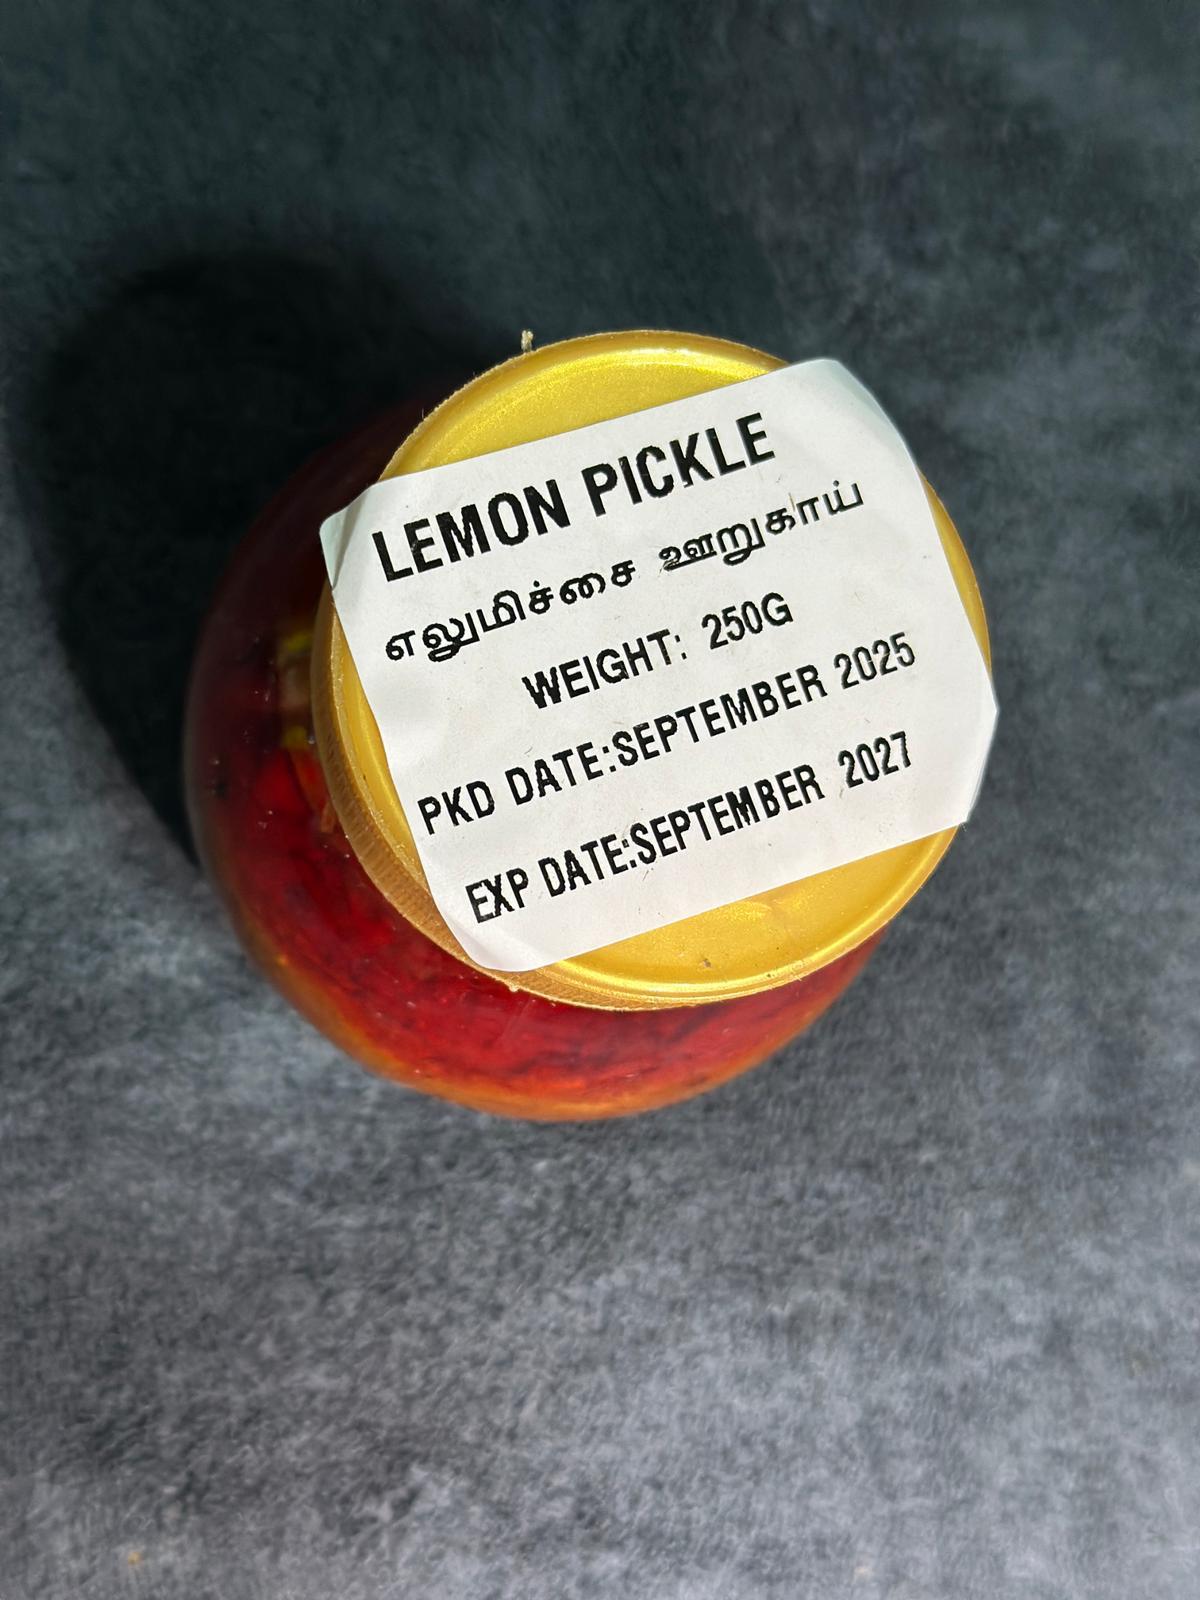 LEMON PICKLE
எலுமிச்சை ஊறுகாய்
WEIGHT: 250G
PKD DATE:SEPTEMBER 2025
EXP DATE:SEPTEMBER 2027